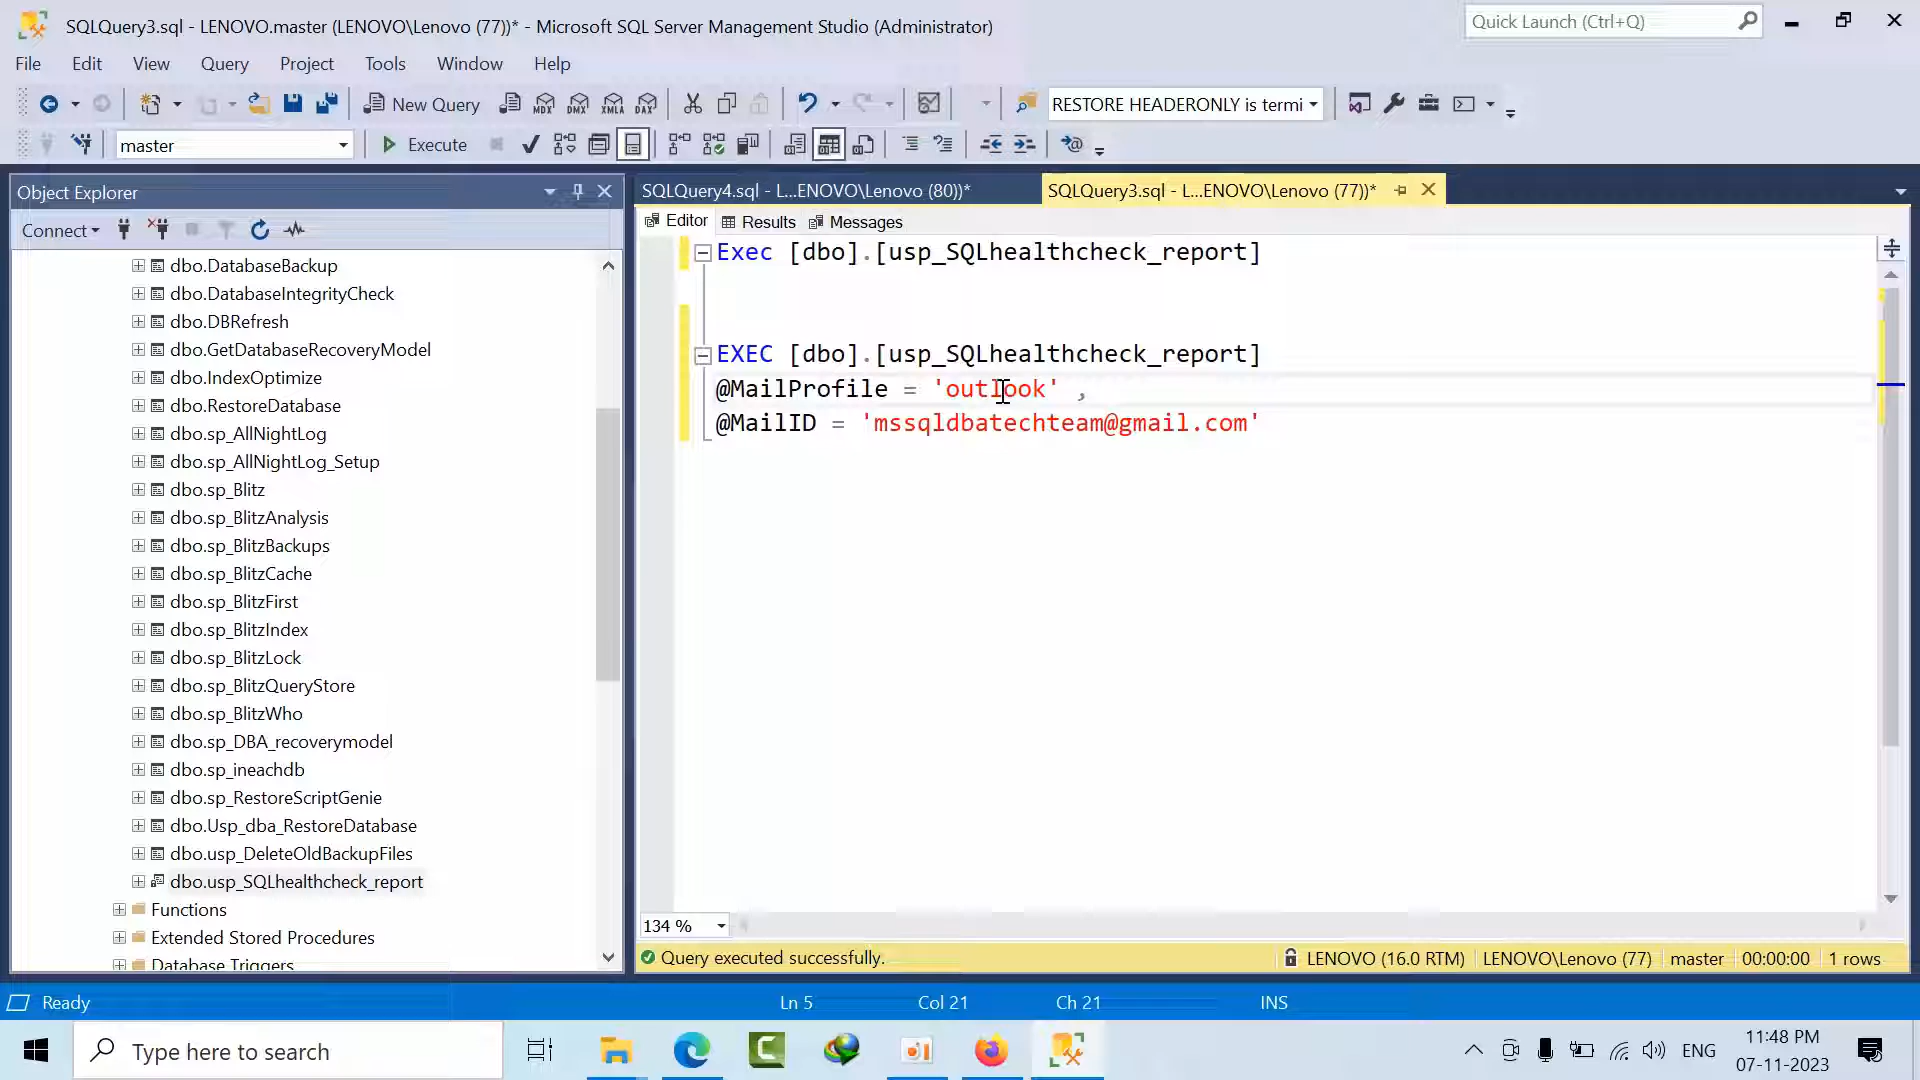 SQLQuery3.sql - LENOVO.master (LENOVO\Lenovo (77))* - Microsoft SQL Server Management Studio (Administrator)
Quick Launch (Ctrl+Q)
File Edit View Query Project Tools Window Help
New Query
MDX DMX XMLA DAX
RESTORE HEADERONLY is termi
master
Execute
Object Explorer
SQLQuery4.sql - L...ENOVO\Lenovo (80))*
SQLQuery3.sql - L...ENOVO\Lenovo (77))*
Connect
Editor Results Messages
dbo.DatabaseBackup
dbo.DatabaseIntegrityCheck
dbo.DBRefresh
dbo.GetDatabaseRecoveryModel
dbo.IndexOptimize
dbo.RestoreDatabase
dbo.sp_AllNightLog
dbo.sp_AllNightLog_Setup
dbo.sp_Blitz
dbo.sp_BlitzAnalysis
dbo.sp_BlitzBackups
dbo.sp_BlitzCache
dbo.sp_BlitzFirst
dbo.sp_BlitzIndex
dbo.sp_BlitzLock
dbo.sp_BlitzQueryStore
dbo.sp_BlitzWho
dbo.sp_DBA_recoverymodel
dbo.sp_ineachdb
dbo.sp_RestoreScriptGenie
dbo.Usp_dba_RestoreDatabase
dbo.usp_DeleteOldBackupFiles
dbo.usp_SQLhealthcheck_report
Functions
Extended Stored Procedures
Database Triggers
Exec [dbo].[usp_SQLhealthcheck_report]
EXEC [dbo].[usp_SQLhealthcheck_report]
@MailProfile = 'outlook' ,
@MailID = 'mssqldbatechteam@gmail.com'
134 %
Query executed successfully.
LENOVO (16.0 RTM) LENOVO\Lenovo (77) master 00:00:00 1 rows
Ready
Ln 5 Col 21 Ch 21 INS
Type here to search
ENG
11:48 PM
07-11-2023